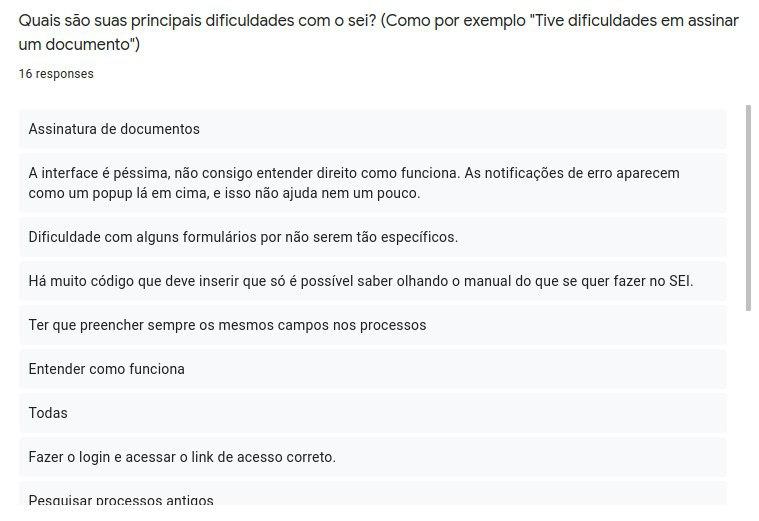 Quais são suas principais dificuldades com o sei? (Como por exemplo "Tive dificuldades em assinar
um documento")
16 responses
Assinatura de documentos
A interface é péssima, não consigo entender direito como funciona. As notificações de erro aparecem
como um popup lá em cima, e isso não ajuda nem um pouco.
Dificuldade com alguns formulários por não serem tão específicos.
Há muito código que deve inserir que só é possível saber olhando o manual do que se quer fazer no SEI.
Ter que preencher sempre os mesmos campos nos processos
Entender como funciona
Todas
Fazer o login e acessar o link de acesso correto.
Pesquisar processos antigos